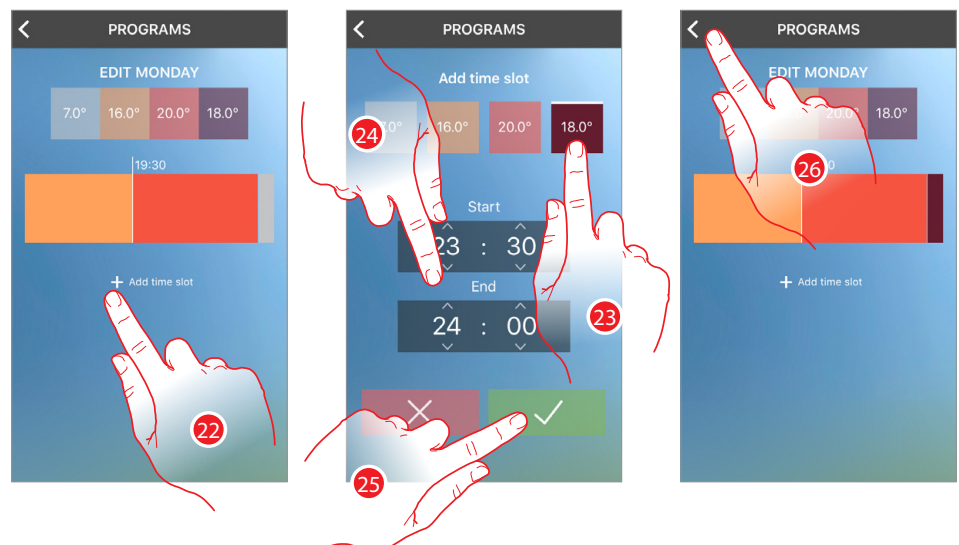 PROGRAMS
EDIT MONDAY
7.0° 16.0° 20.0° 18.0°
19:30
+ Add time slot
22
PROGRAMS
Add time slot
24
16.0° 20.0° 18.0°
Start
23 : 30
End
24 : 00
23
25
PROGRAMS
EDIT MONDAY
18.0°
26
+ Add time slot